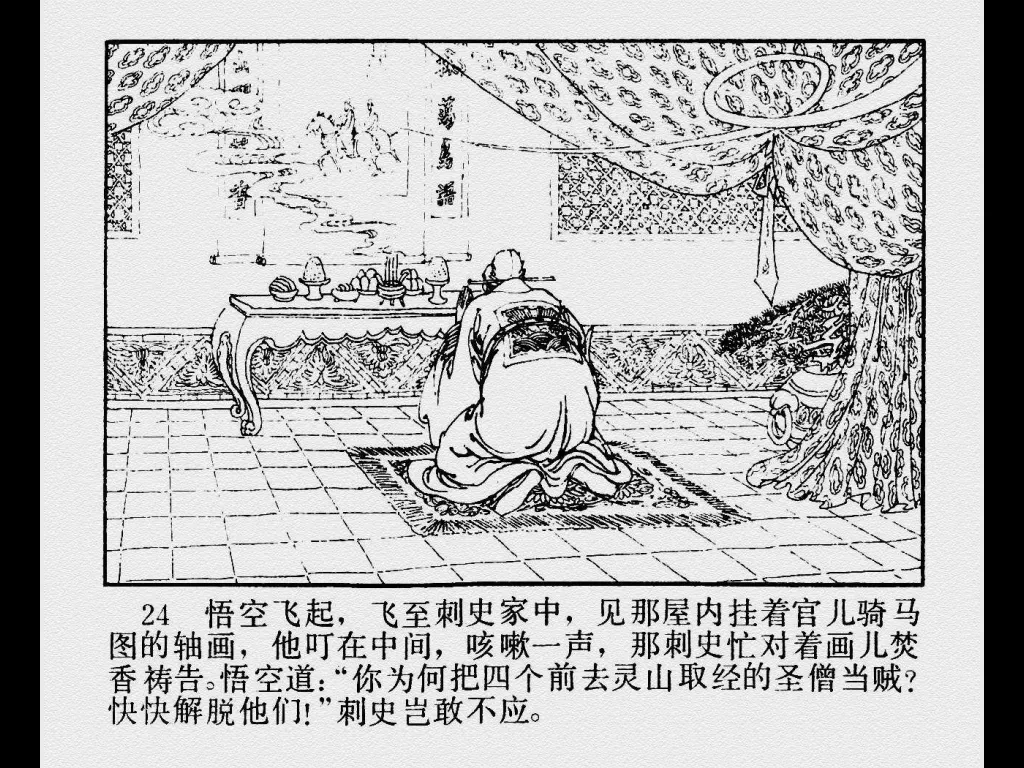 24 悟空飞起，飞至刺史家中，见那屋内挂着官儿骑马
图的轴画，他叮在中间，咳嗽一声，那刺史忙对着画儿焚
香祷告。悟空道：“你为何把四个前去灵山取经的圣僧当贼？
快快解脱他们！”刺史岂敢不应。